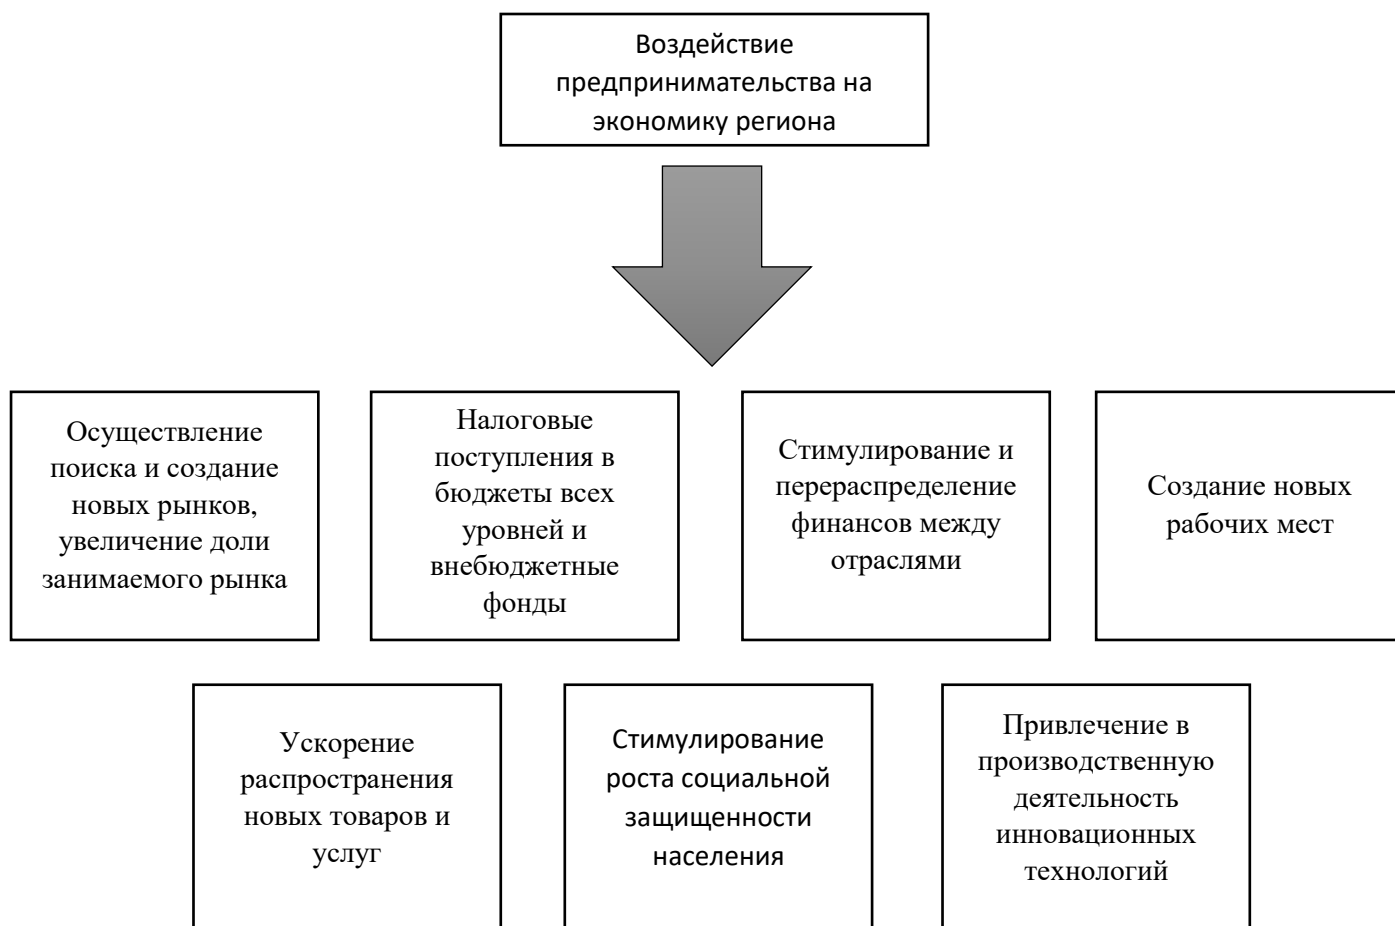 Воздействие
предпринимательства на
экономику региона
Осуществление
поиска и создание
новых рынков,
увеличение доли
занимаемого рынка
Налоговые
поступления в
бюджеты всех
уровней и
внебюджетные
фонды
Стимулирование и
перераспределение
финансов между
отраслями
Создание новых
рабочих мест
Ускорение
распространения
новых товаров и
услуг
Стимулирование
роста социальной
защищенности
населения
Привлечение в
производственную
деятельность
инновационных
технологий